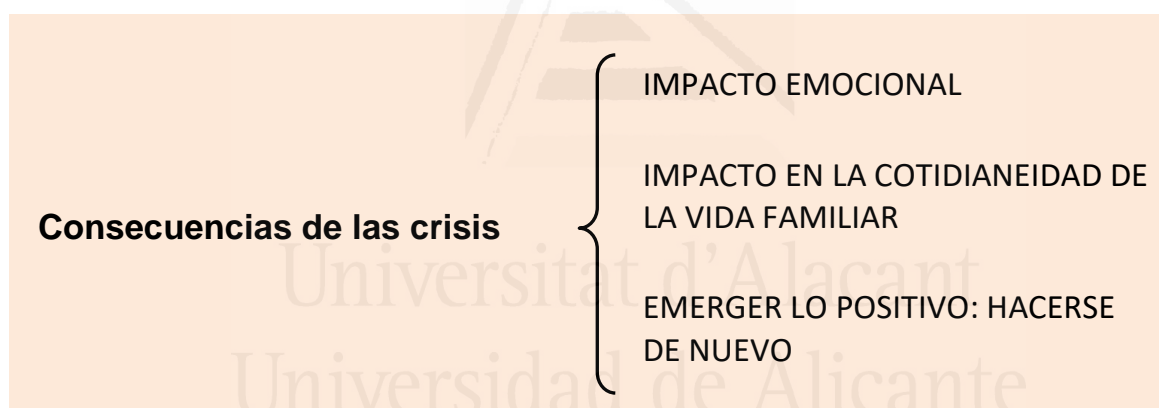 IMPACTO EMOCIONAL
IMPACTO EN LA COTIDIANEIDAD DE
LA VIDA FAMILIAR
Consecuencias de las crisis
EMERGER LO POSITIVO: HACERSE
DE NUEVO
Universitat d'Alacant
Universidad de Alicante